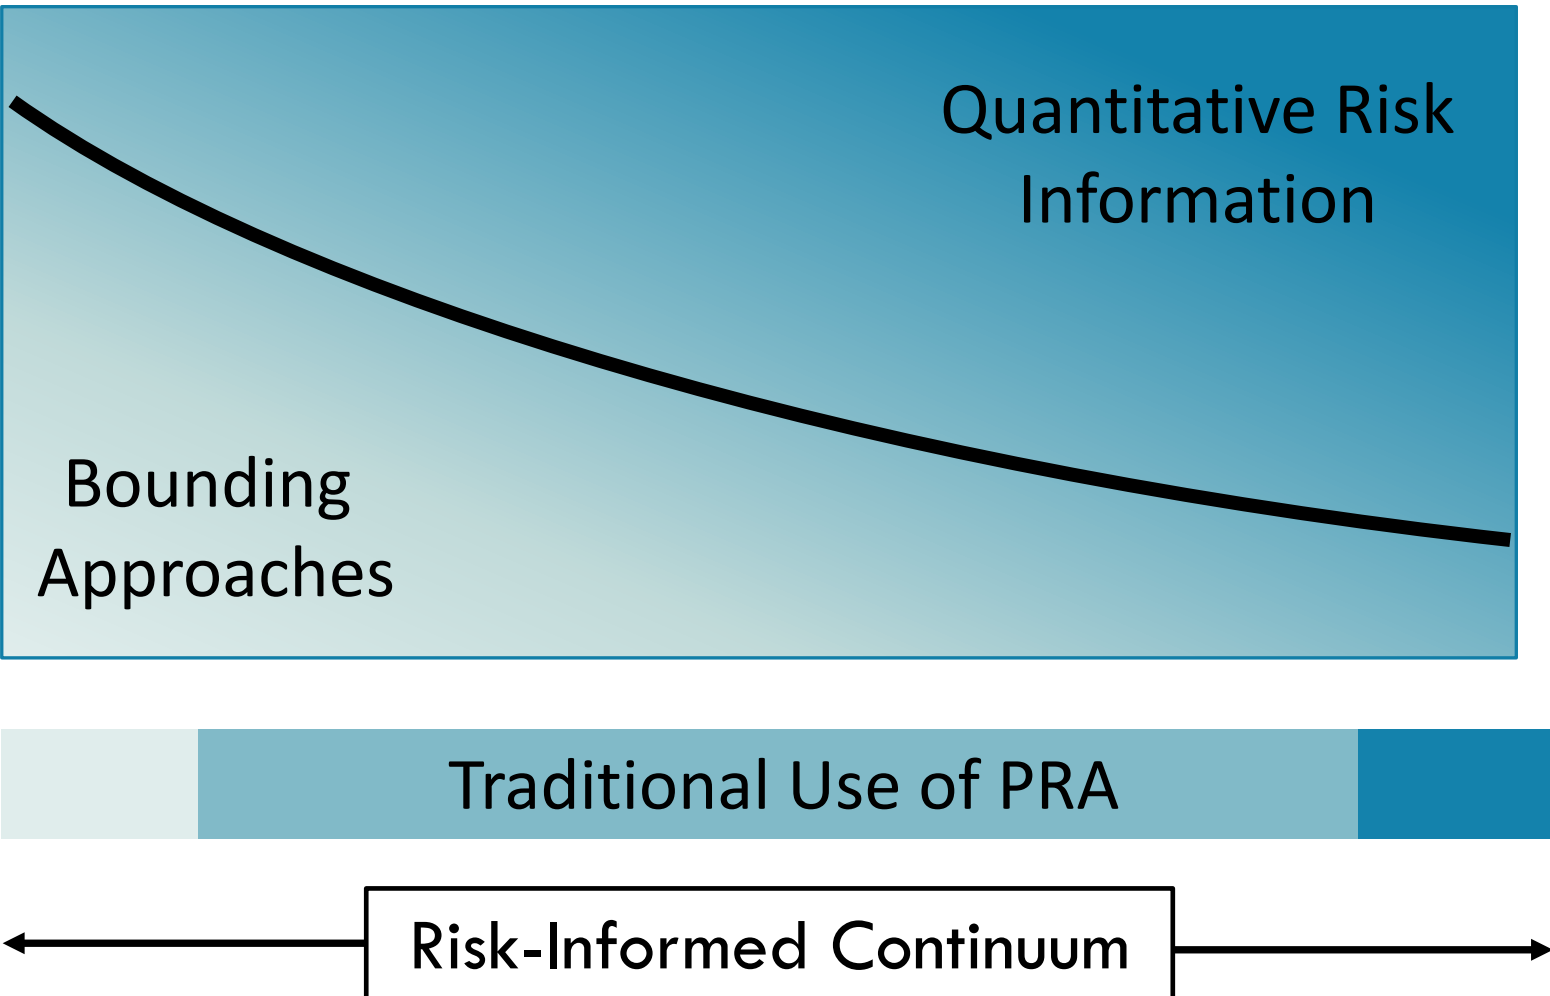 Quantitative Risk
Information
Bounding
Approaches
Traditional Use of PRA
Risk-Informed Continuum